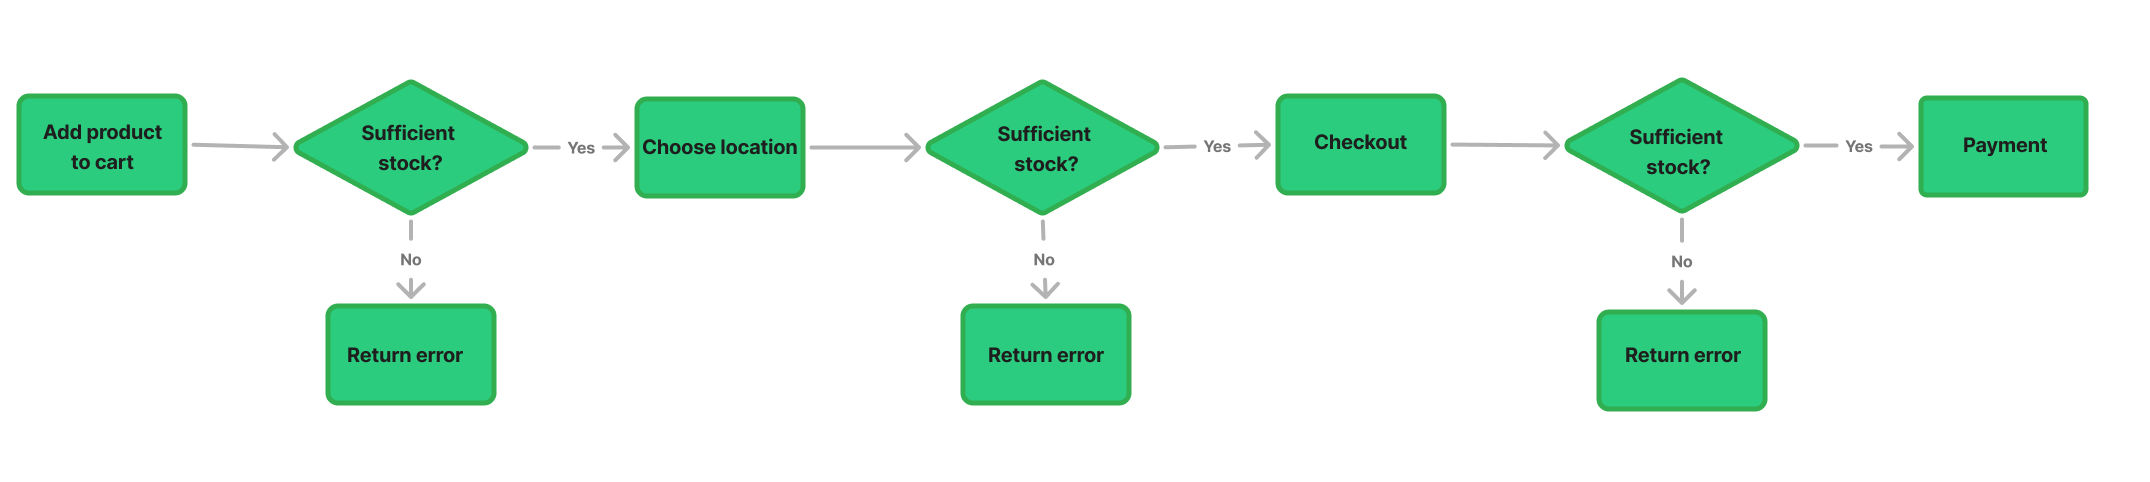 Add product
to cart
Sufficient
stock?
Yes
Choose location
Sufficient
stock?
Yes
Checkout
Sufficient
stock?
Yes
Payment
No
No
No
Return error
Return error
Return error